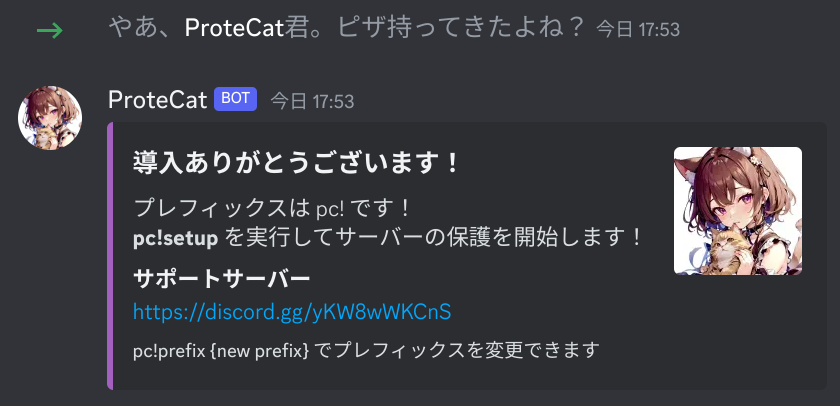 やあ、ProteCat君。ピザ持ってきたよね？ 今日 17:53
ProteCat BOT 今日 17:53
導入ありがとうございます！
プレフィックスは pc! です！
pc!setup を実行してサーバーの保護を開始します！
サポートサーバー
https://discord.gg/yKW8wWKCnS
pc!prefix {new prefix} でプレフィックスを変更できます